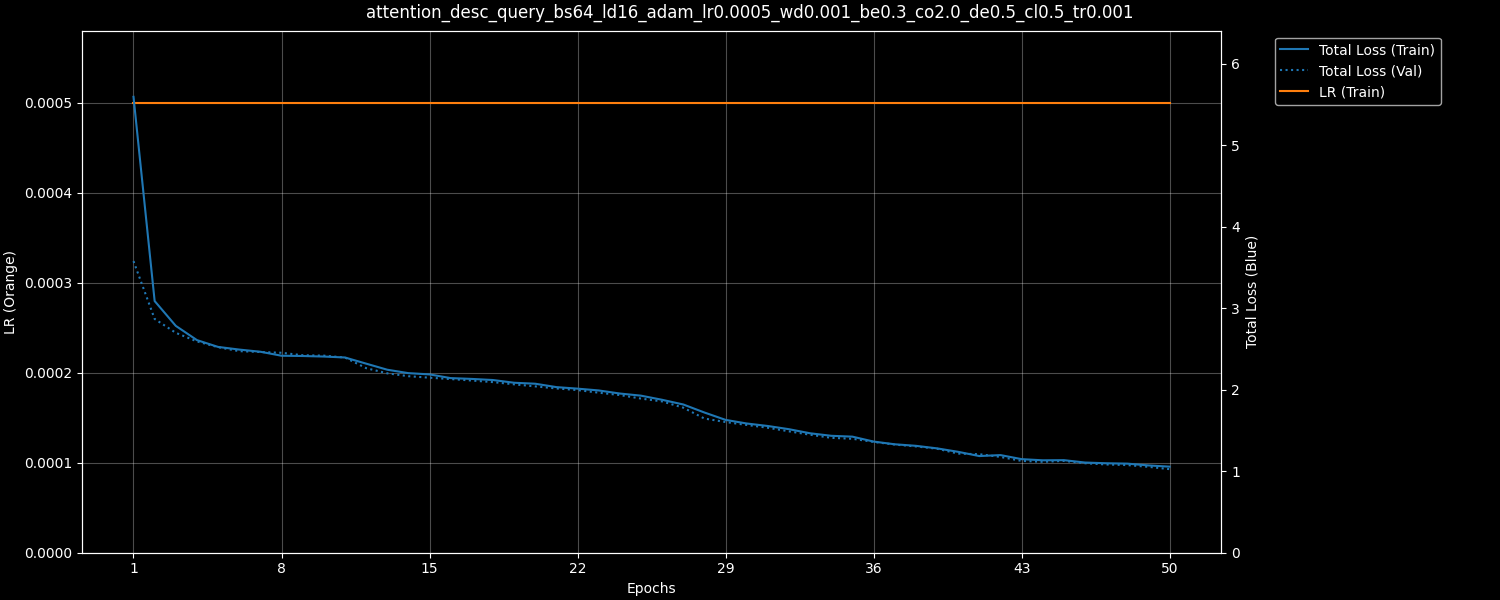 attention_desc_query_bs64_ld16_adam_lr0.0005_wd0.001_be0.3_co2.0_de0.5_cl0.5_tr0.001
Total Loss (Train)
Total Loss (Val)
LR (Train)
LR (Orange)
0.0005
0.0004
0.0003
0.0002
0.0001
0.0000
6
5
4
3
2
1
0
Total Loss (Blue)
1 8 15 22 29 36 43 50
Epochs